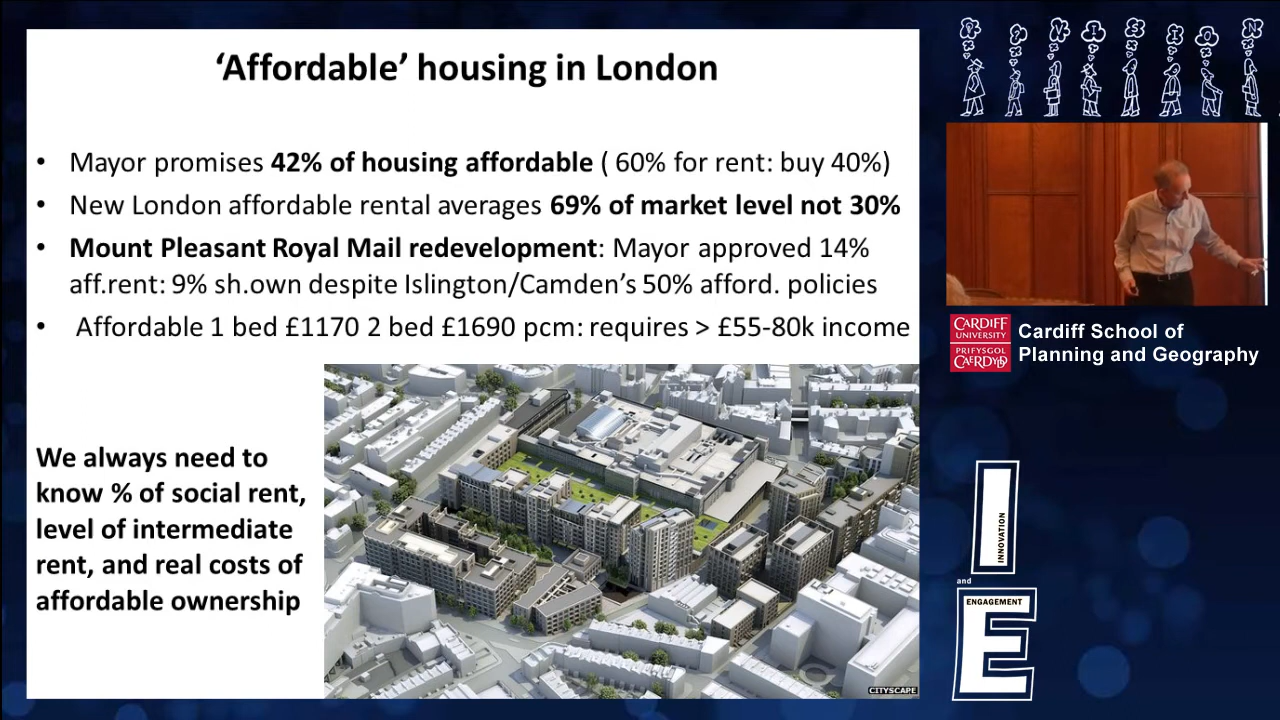 ‘Affordable’ housing in London
• Mayor promises 42% of housing affordable ( 60% for rent: buy 40%)
• New London affordable rental averages 69% of market level not 30%
• Mount Pleasant Royal Mail redevelopment: Mayor approved 14%
aff.rent: 9% sh.own despite Islington/Camden’s 50% afford. policies
• Affordable 1 bed £1170 2 bed £1690 pcm: requires > £55-80k income
We always need to
know % of social rent,
level of intermediate
rent, and real costs of
affordable ownership
CITYSCAPE
CARDIFF
UNIVERSITY
PRIFYSGOL
CAERDYDD
Cardiff School of
Planning and Geography
I
INNOVATION
and
ENGAGEMENT
E